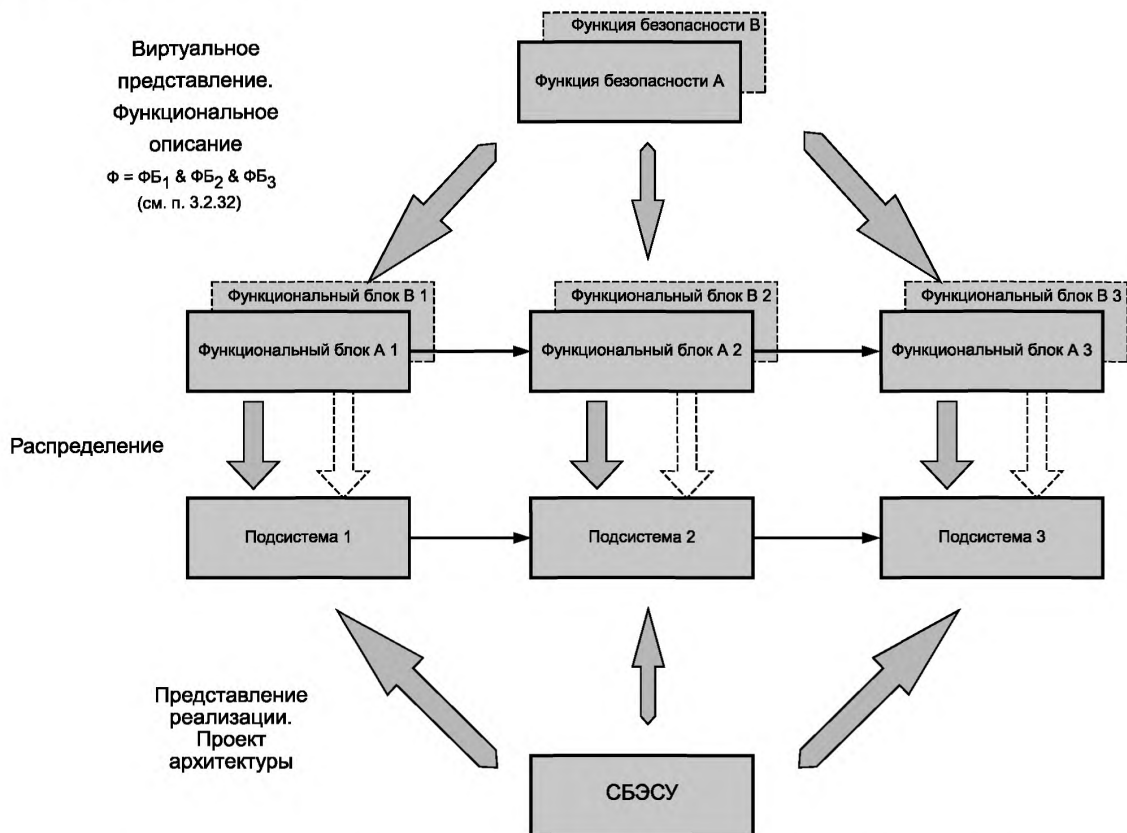 Функция безопасности В
Функция безопасности А
Виртуальное
представление.
Функциональное
описание
Ф = ФБ1 & ФБ2 & ФБ3
(см. п. 3.2.32)
Функциональный блок В 1
Функциональный блок В 2
Функциональный блок В 3
Функциональный блок А 1
Функциональный блок А 2
Функциональный блок А 3
Распределение
Подсистема 1
Подсистема 2
Подсистема 3
Представление
реализации.
Проект
архитектуры
СБЭСУ